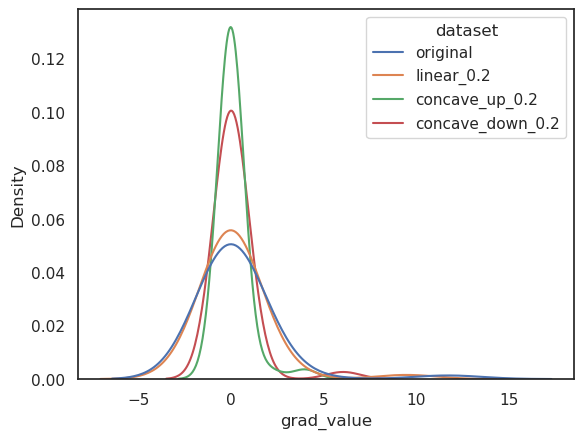 dataset
original
linear_0.2
concave_up_0.2
concave_down_0.2
0.12
0.10
0.08
0.06
0.04
0.02
0.00
Density
−5
0
5
10
15
grad_value